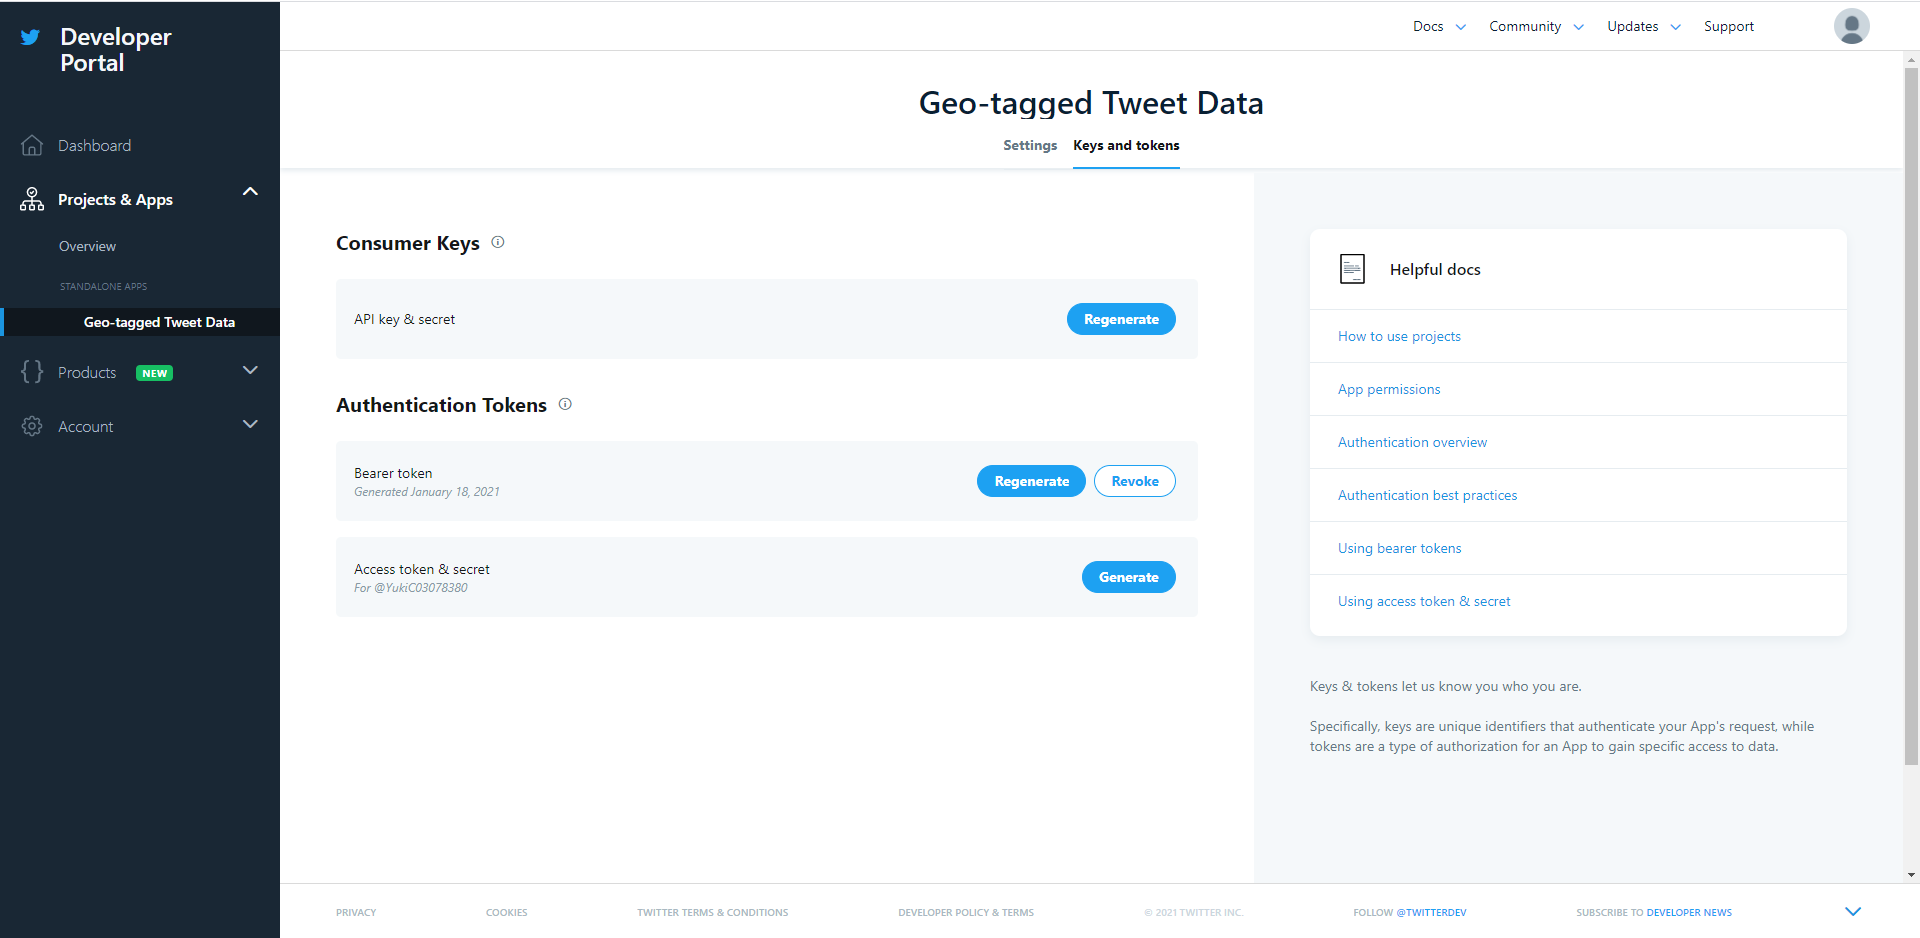 Developer
Portal
Docs
Community
Updates
Support
Dashboard
Projects & Apps
Overview
STANDALONE APPS
Geo-tagged Tweet Data
Products NEW
Account
Geo-tagged Tweet Data
Settings
Keys and tokens
Consumer Keys
API key & secret
Regenerate
Authentication Tokens
Bearer token
Generated January 18, 2021
Regenerate
Revoke
Access token & secret
For @YukiC03078380
Generate
Helpful docs
How to use projects
App permissions
Authentication overview
Authentication best practices
Using bearer tokens
Using access token & secret
Keys & tokens let us know you who you are.
Specifically, keys are unique identifiers that authenticate your App's request, while
tokens are a type of authorization for an App to gain specific access to data.
PRIVACY
COOKIES
TWITTER TERMS & CONDITIONS
DEVELOPER POLICY & TERMS
© 2021 TWITTER INC.
FOLLOW @TWITTERDEV
SUBSCRIBE TO DEVELOPER NEWS